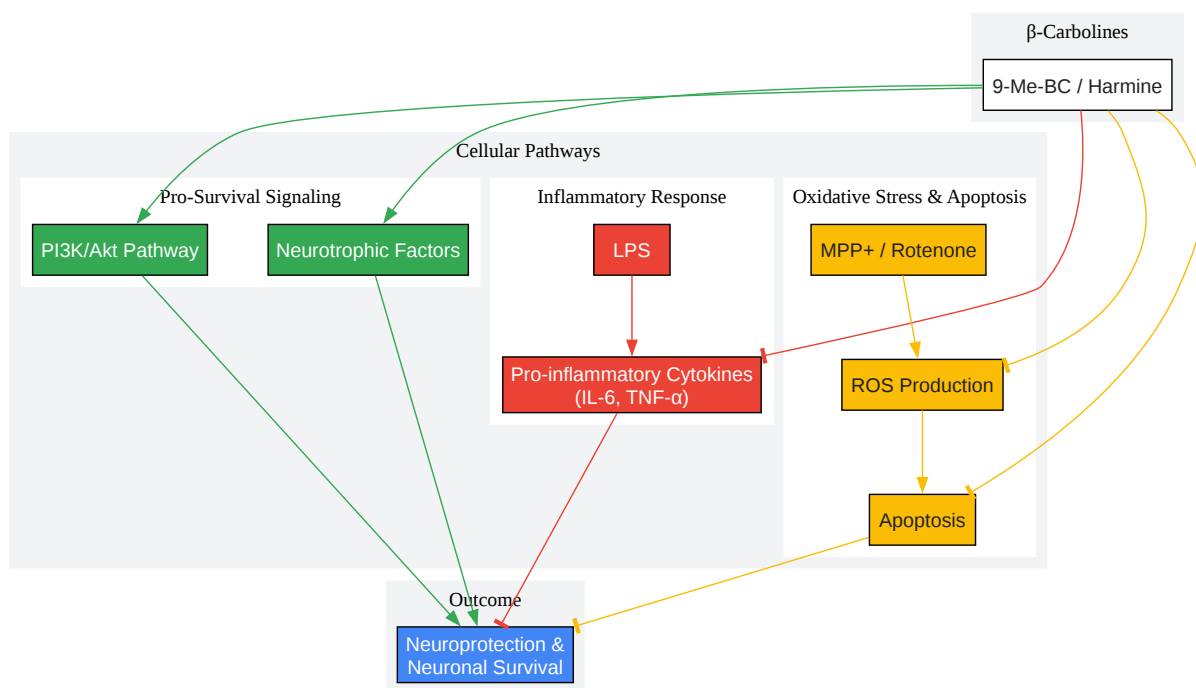 β-Carbolines
9-Me-BC / Harmine
Cellular Pathways
Pro-Survival Signaling
Inflammatory Response
Oxidative Stress & Apoptosis
PI3K/Akt Pathway
Neurotrophic Factors
LPS
MPP+ / Rotenone
Pro-inflammatory Cytokines
(IL-6, TNF-α)
ROS Production
Apoptosis
Outcome
Neuroprotection &
Neuronal Survival